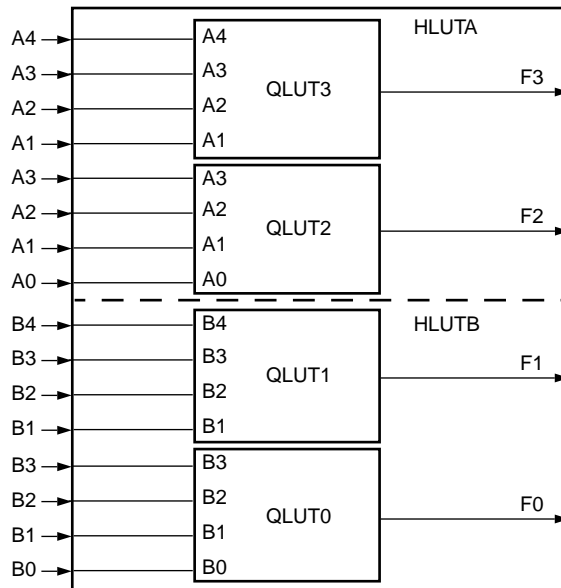 HLUTA
A4 A4
A3 A3
QLUT3 F3
A2 A2
A1 A1
A3 A3
A2 A2
QLUT2 F2
A1 A1
A0 A0
B4 B4 HLUTB
B3 B3
QLUT1 F1
B2 B2
B1 B1
B3 B3
B2 B2
QLUT0 F0
B1 B1
B0 B0